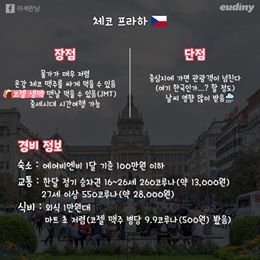 이세란님
eudiny
체코 프라하
장점
단점
물가가 매우 저렴
온갖 체코 맥주를 싸게 먹을 수 있음
코젤 생맥 맨날 먹을 수 있음(JMT)
중세시대 시간여행 가능
중심지에 가면 관광객이 넘친다
(여기 한국인가...? 할 정도)
날씨 영향 많이 받음
경비 정보
숙소 : 에어비엔비 1달 기준 100만원 이하
교통 : 한달 정기 승차권 16~26세 260코루나(약 13,000원)
27세 이상 550코루나(약 28,000원)
식비 : 외식 1만원대
마트 초 저렴(코젤 맥주 병당 9.9코루나(500원) 봤음)